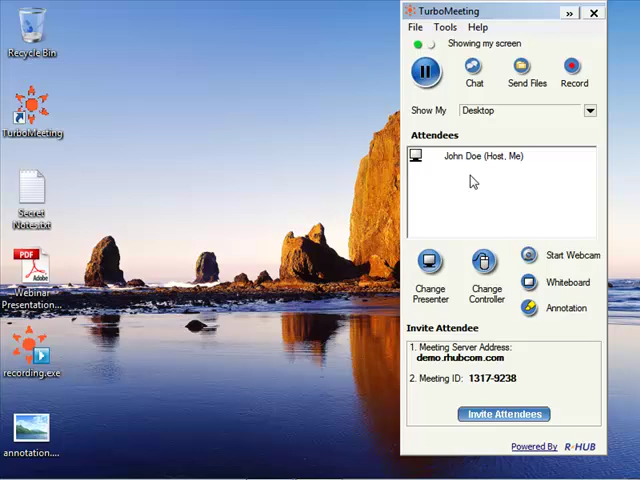 Recycle Bin
TurboMeeting
Secret
Notes.txt
PDF
Adobe
Webinar
Presentation...
recording.exe
annotation....
TurboMeeting
File Tools Help
Showing my screen
Chat Send Files Record
Show My Desktop
Attendees
John Doe (Host, Me)
Change
Presenter
Change
Controller
Start Webcam
Whiteboard
Annotation
Invite Attendee
1. Meeting Server Address:
demo.rhubcom.com
2. Meeting ID: 1317-9238
Invite Attendees
Powered By R-HUB